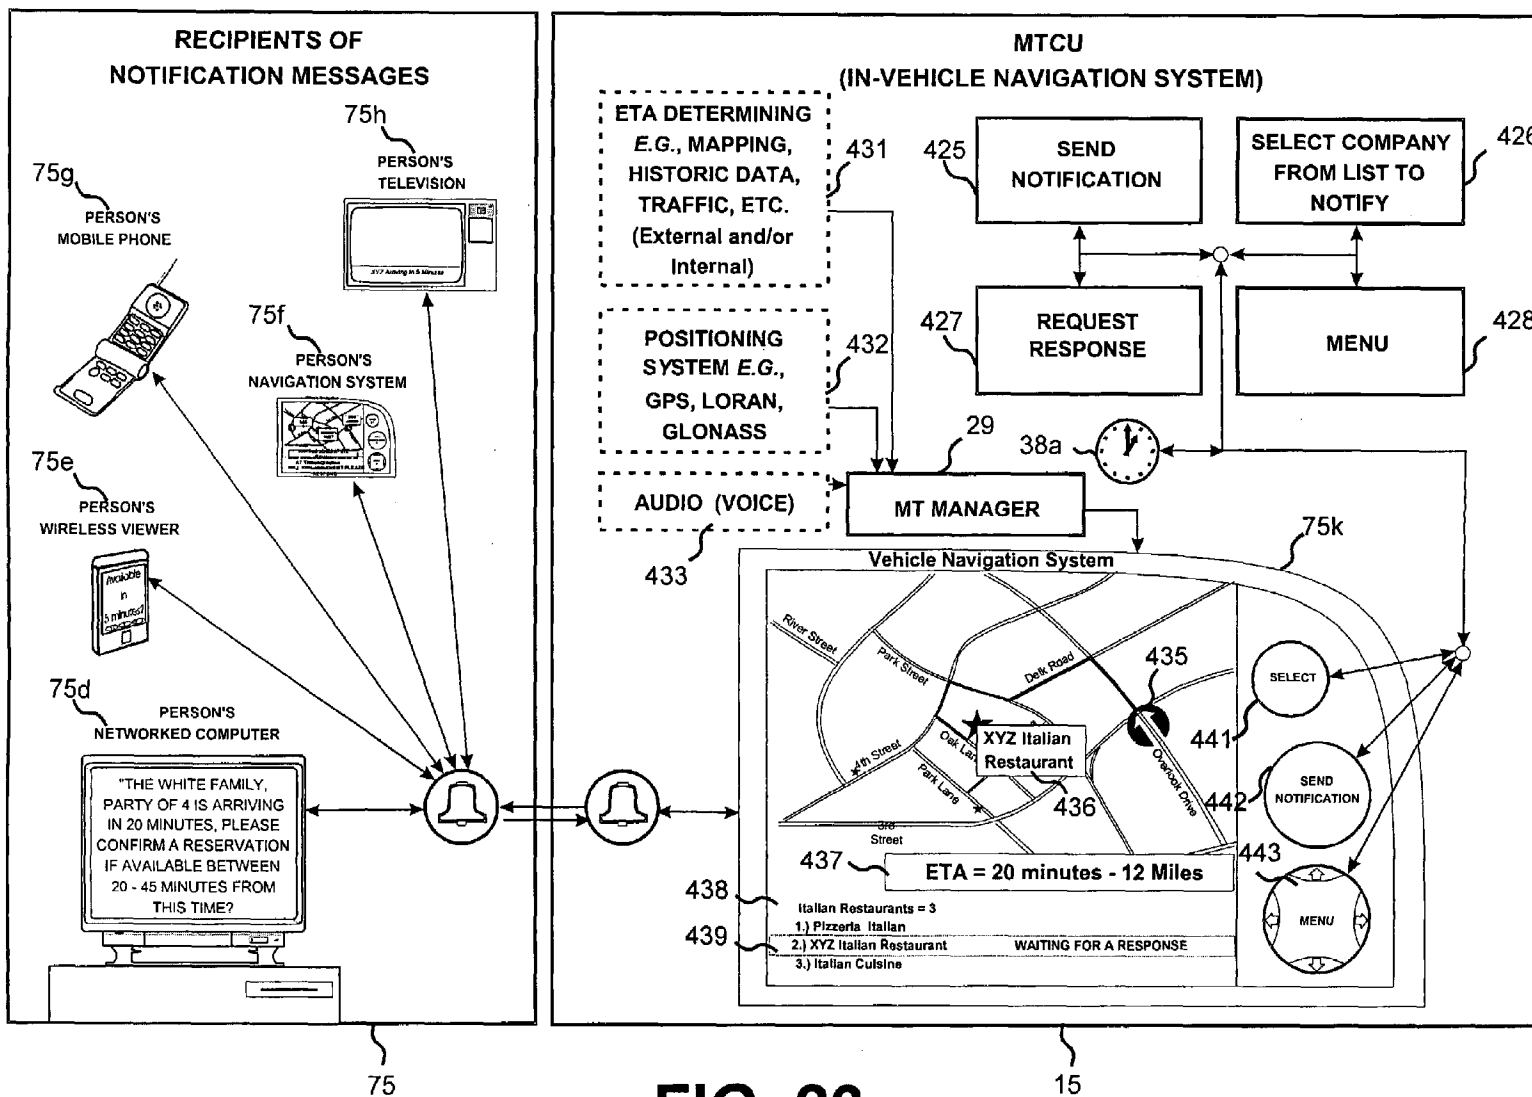 RECIPIENTS OF
NOTIFICATION MESSAGES
75h
PERSON'S
TELEVISION
XYZ Arriving in 5 Minutes
75g
PERSON'S
MOBILE PHONE
75f
PERSON'S
NAVIGATION SYSTEM
75e
PERSON'S
WIRELESS VIEWER
Available
in
5 minutes?
75d
PERSON'S
NETWORKED COMPUTER
"THE WHITE FAMILY,
PARTY OF 4 IS ARRIVING
IN 20 MINUTES, PLEASE
CONFIRM A RESERVATION
IF AVAILABLE BETWEEN
20 - 45 MINUTES FROM
THIS TIME?
75
MTCU
(IN-VEHICLE NAVIGATION SYSTEM)
ETA DETERMINING
E.G., MAPPING,
HISTORIC DATA,
TRAFFIC, ETC.
(External and/or
Internal)
431
POSITIONING
SYSTEM E.G.,
GPS, LORAN,
GLONASS
432
AUDIO (VOICE)
433
425
SEND
NOTIFICATION
SELECT COMPANY
FROM LIST TO
NOTIFY
426
427
REQUEST
RESPONSE
MENU
428
29
MT MANAGER
38a
75k
Vehicle Navigation System
River Street
Park Street
Delk Road
435
4th Street
Oak Lane
Park Lane
XYZ Italian
Restaurant
436
Overlook Drive
3rd
Street
437
ETA = 20 minutes - 12 Miles
438
Italian Restaurants = 3
1.) Pizzeria Italian
439
2.) XYZ Italian Restaurant WAITING FOR A RESPONSE
3.) Italian Cuisine
SELECT
441
SEND
NOTIFICATION
442
443
MENU
15